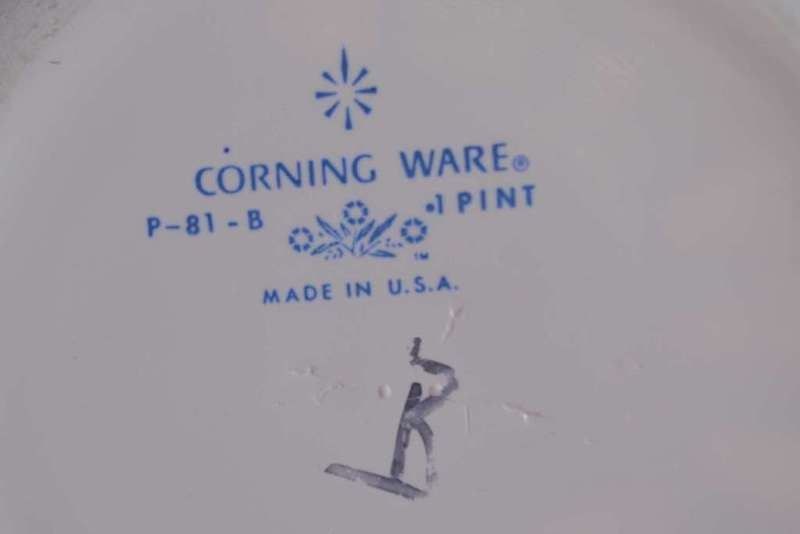 CORNING WARE®
P-81-B 1 PINT
TM
MADE IN U.S.A.